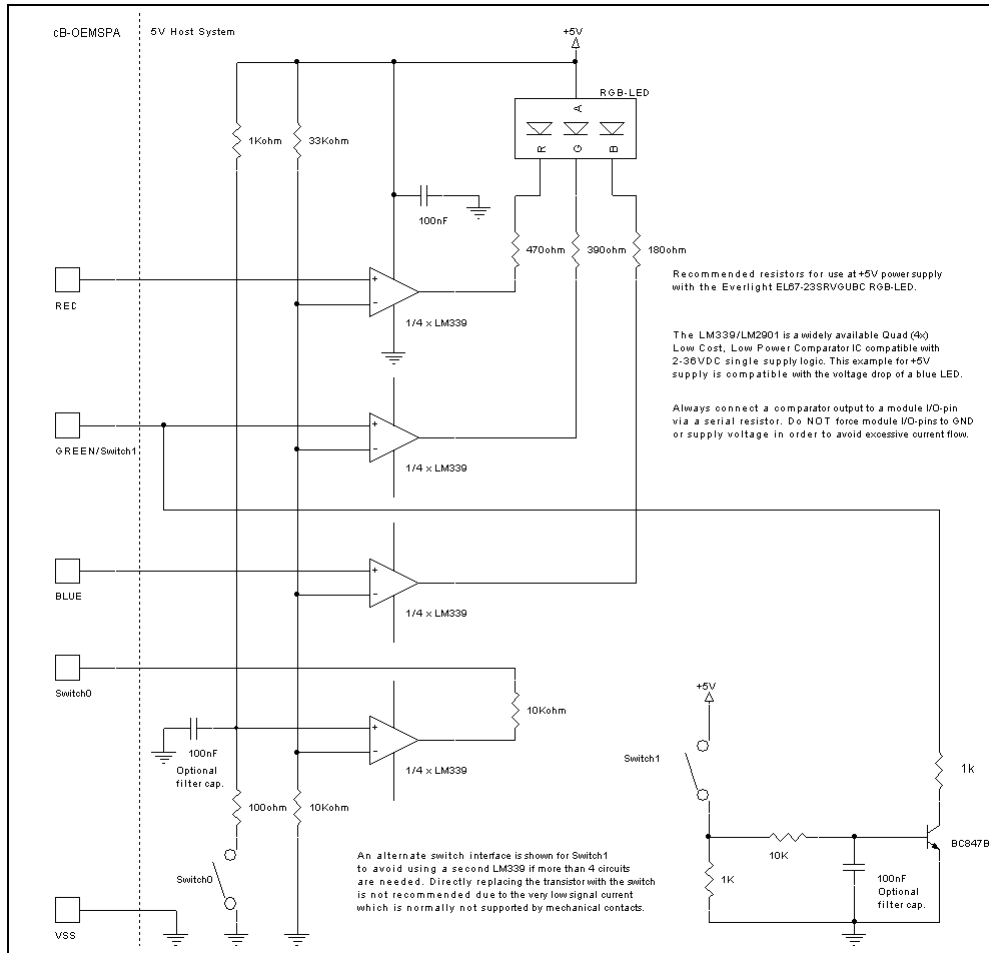 cB-OEMSPA
5V Host System
+5V
RGB-LED
A
R
G
B
1Kohm
33Kohm
100nF
470ohm
390ohm
180ohm
RED
1/4 x LM339
Recommended resistors for use at +5V power supply
with the Everlight EL67-23SRVGUBC RGB-LED.
The LM339/LM2901 is a widely available Quad (4x)
Low Cost, Low Power Comparator IC compatible with
2-36VDC single supply logic. This example for +5V
supply is compatible with the voltage drop of a blue LED.
Always connect a comparator output to a module I/O-pin
via a serial resistor. Do NOT force module I/O-pins to GND
or supply voltage in order to avoid excessive current flow.
+
-
GREEN/Switch1
+
-
1/4 x LM339
BLUE
+
-
1/4 x LM339
Switch0
10Kohm
+
-
1/4 x LM339
100nF
Optional
filter cap.
100ohm
10Kohm
Switch0
VSS
+5V
Switch1
1k
10K
BC847B
1K
100nF
Optional
filter cap.
An alternate switch interface is shown for Switch1
to avoid using a second LM339 if more than 4 circuits
are needed. Directly replacing the transistor with the switch
is not recommended due to the very low signal current
which is normally not supported by mechanical contacts.